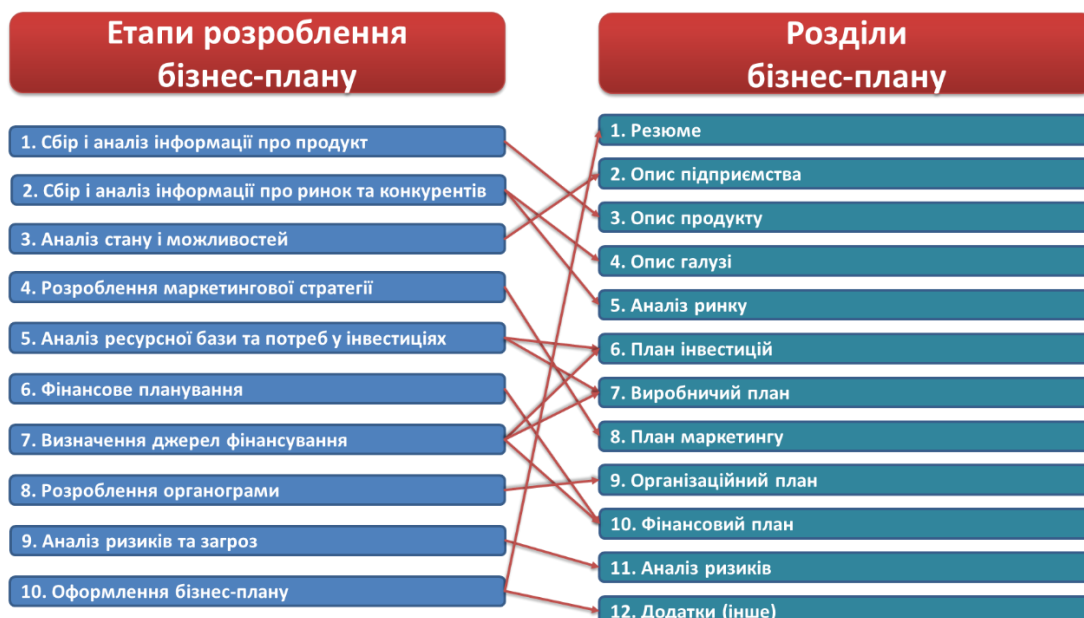 Етапи розроблення
бізнес-плану
1. Сбір і аналіз інформації про продукт
2. Сбір і аналіз інформації про ринок та конкурентів
3. Аналіз стану і можливостей
4. Розроблення маркетингової стратегії
5. Аналіз ресурсної бази та потреб у інвестиціях
6. Фінансове планування
7. Визначення джерел фінансування
8. Розроблення органограми
9. Аналіз ризиків та загроз
10. Оформлення бізнес-плану
Розділи
бізнес-плану
1. Резюме
2. Опис підприємства
3. Опис продукту
4. Опис галузі
5. Аналіз ринку
6. План інвестицій
7. Виробничий план
8. План маркетингу
9. Організаційний план
10. Фінансовий план
11. Аналіз ризиків
12. Додатки (інше)